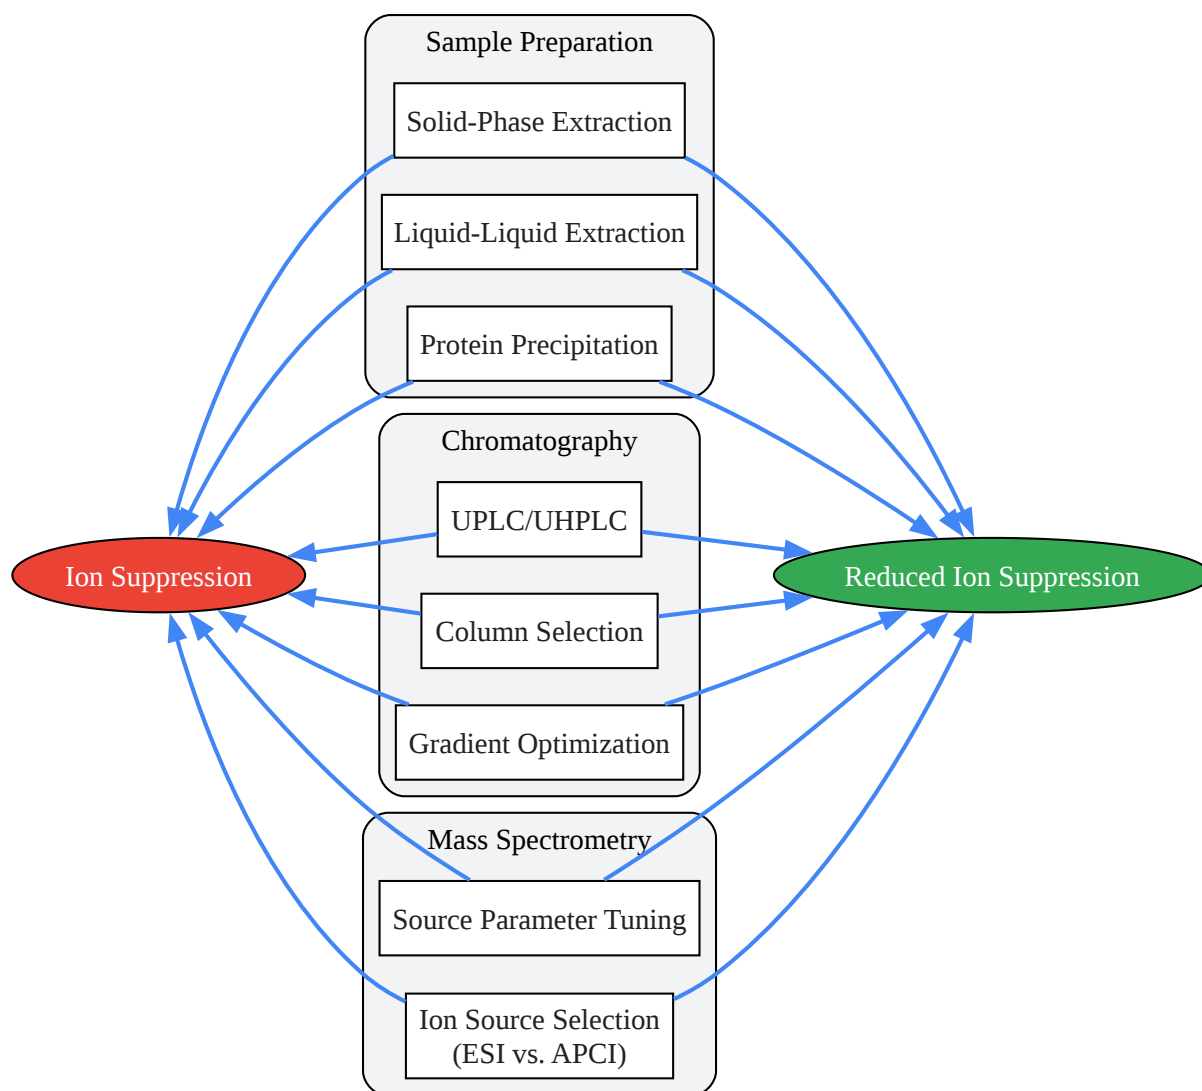 Sample Preparation
Solid-Phase Extraction
Liquid-Liquid Extraction
Protein Precipitation
Chromatography
UPLC/UHPLC
Ion Suppression
Reduced Ion Suppression
Column Selection
Gradient Optimization
Mass Spectrometry
Source Parameter Tuning
Ion Source Selection
(ESI vs. APCI)